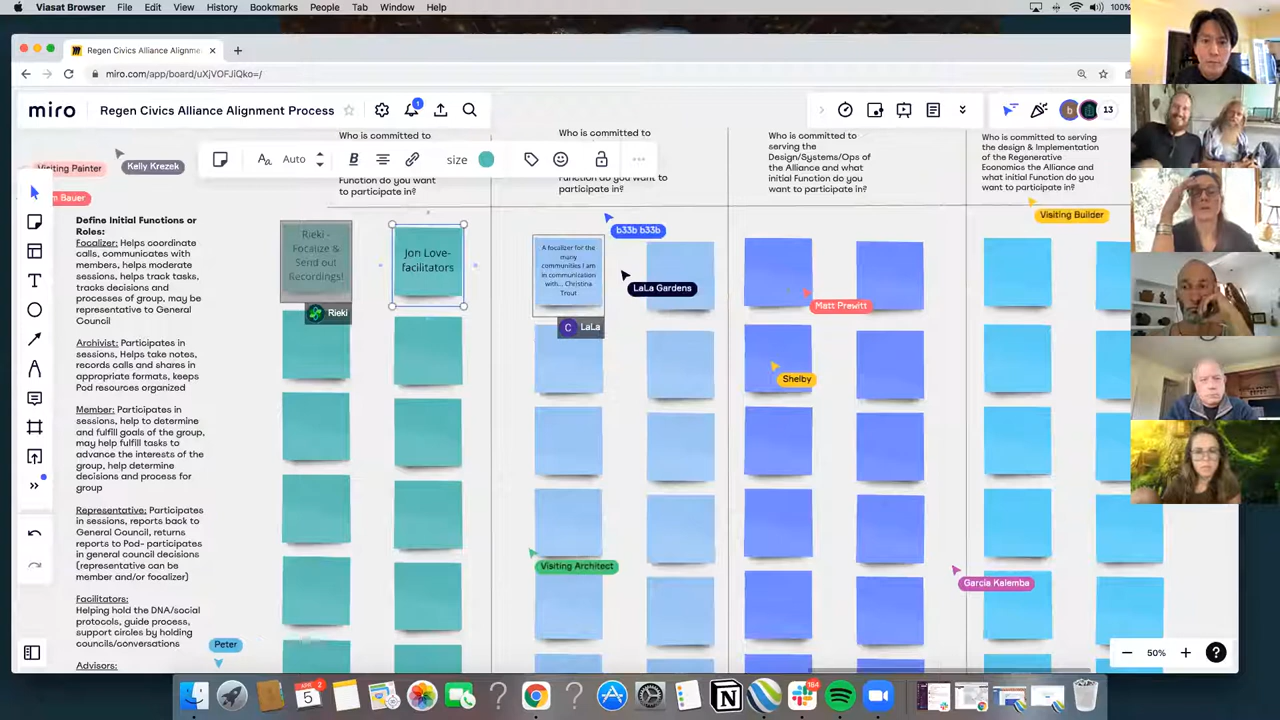 Viasat Browser File Edit View History Bookmarks People Tab Window Help
100%
Regen Civics Alliance Alignme
miro.com/app/board/uXjVOFJiQko=/
miro Regen Civics Alliance Alignment Process
1
b
13
Who is committed to
Function do you want
to participate in?
Who is committed to
Function do you want
to participate in?
Who is committed to
serving the
Design/Systems/Ops of
the Alliance and what
initial Function do you
want to participate in?
Who is committed to serving
the design & Implementation
of the Regenerative
Economics the Alliance and
what initial Function do you
want to participate in?
Auto
B
size
Visiting Painter
Kelly Krezek
m Bauer
Define Initial Functions or
Roles:
Focalizer: Helps coordinate
calls, communicates with
members, helps moderate
sessions, helps track tasks,
tracks decisions and
processes of group, may be
representative to General
Council
Archivist: Participates in
sessions, Helps take notes,
records calls and shares in
appropriate formats, keeps
Pod resources organized
Member: Participates in
sessions, help to determine
and fulfill goals of the group,
may help fulfill tasks to
advance the interests of the
group, help determine
decisions and process for
group
Representative: Participates
in sessions, reports back to
General Council, returns
reports to Pod- participates
in general council decisions
(representative can be
member and/or focalizer)
Facilitators:
Helping hold the DNA/social
protocols, guide process,
support circles by holding
councils/conversations
Advisors:
Rieki -
Focalize &
Send out
Recordings!
Rieki
Jon Love-
facilitators
A focalizer for the
many
communities I am
in communication
with... Christina
Trout
C LaLa
b33b b33b
LaLa Gardens
Matt Prewitt
Shelby
Visiting Builder
Visiting Architect
Garcia Kalemba
Peter
50%
APR 2
5
184